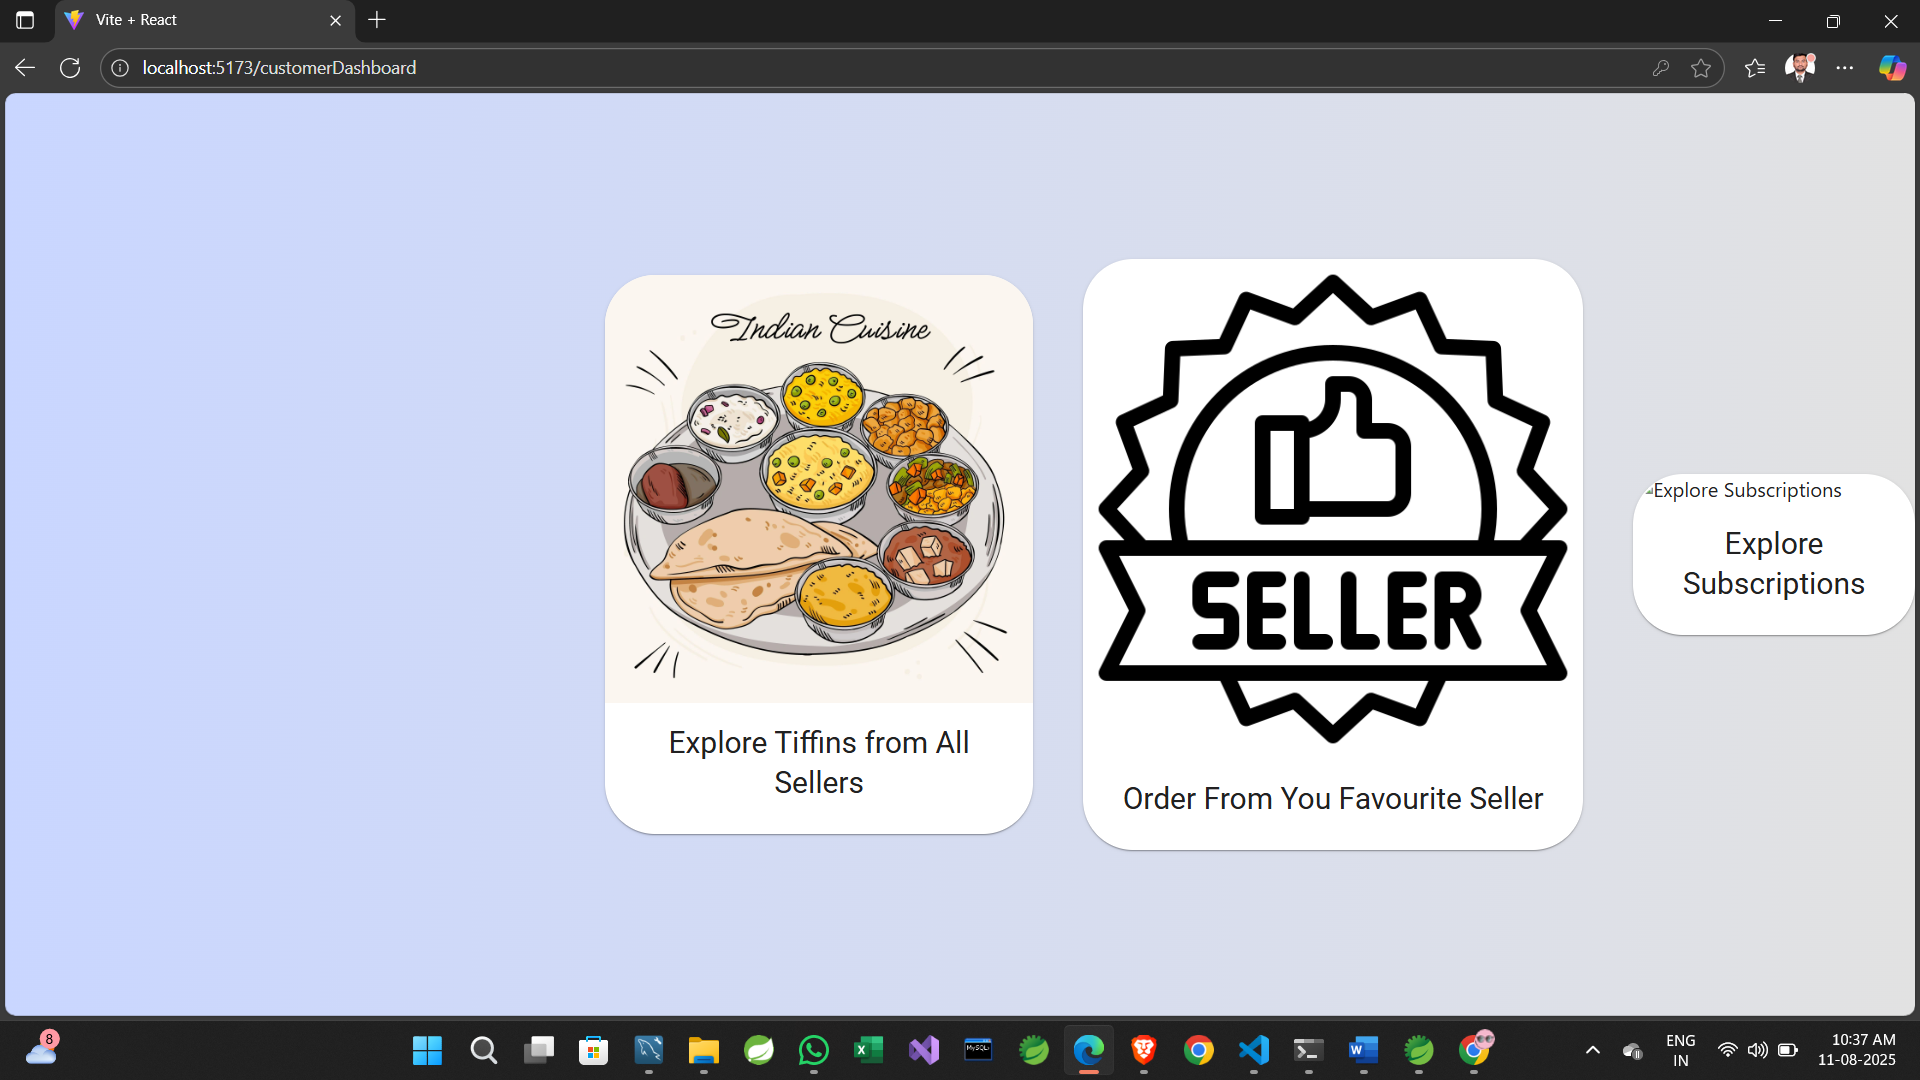 Vite + React
localhost:5173/customerDashboard
Indian Cuisine
Explore Tiffins from All
Sellers
SELLER
Order From You Favourite Seller
Explore Subscriptions
Explore
Subscriptions
8
MySQL
ENG
IN
10:37 AM
11-08-2025